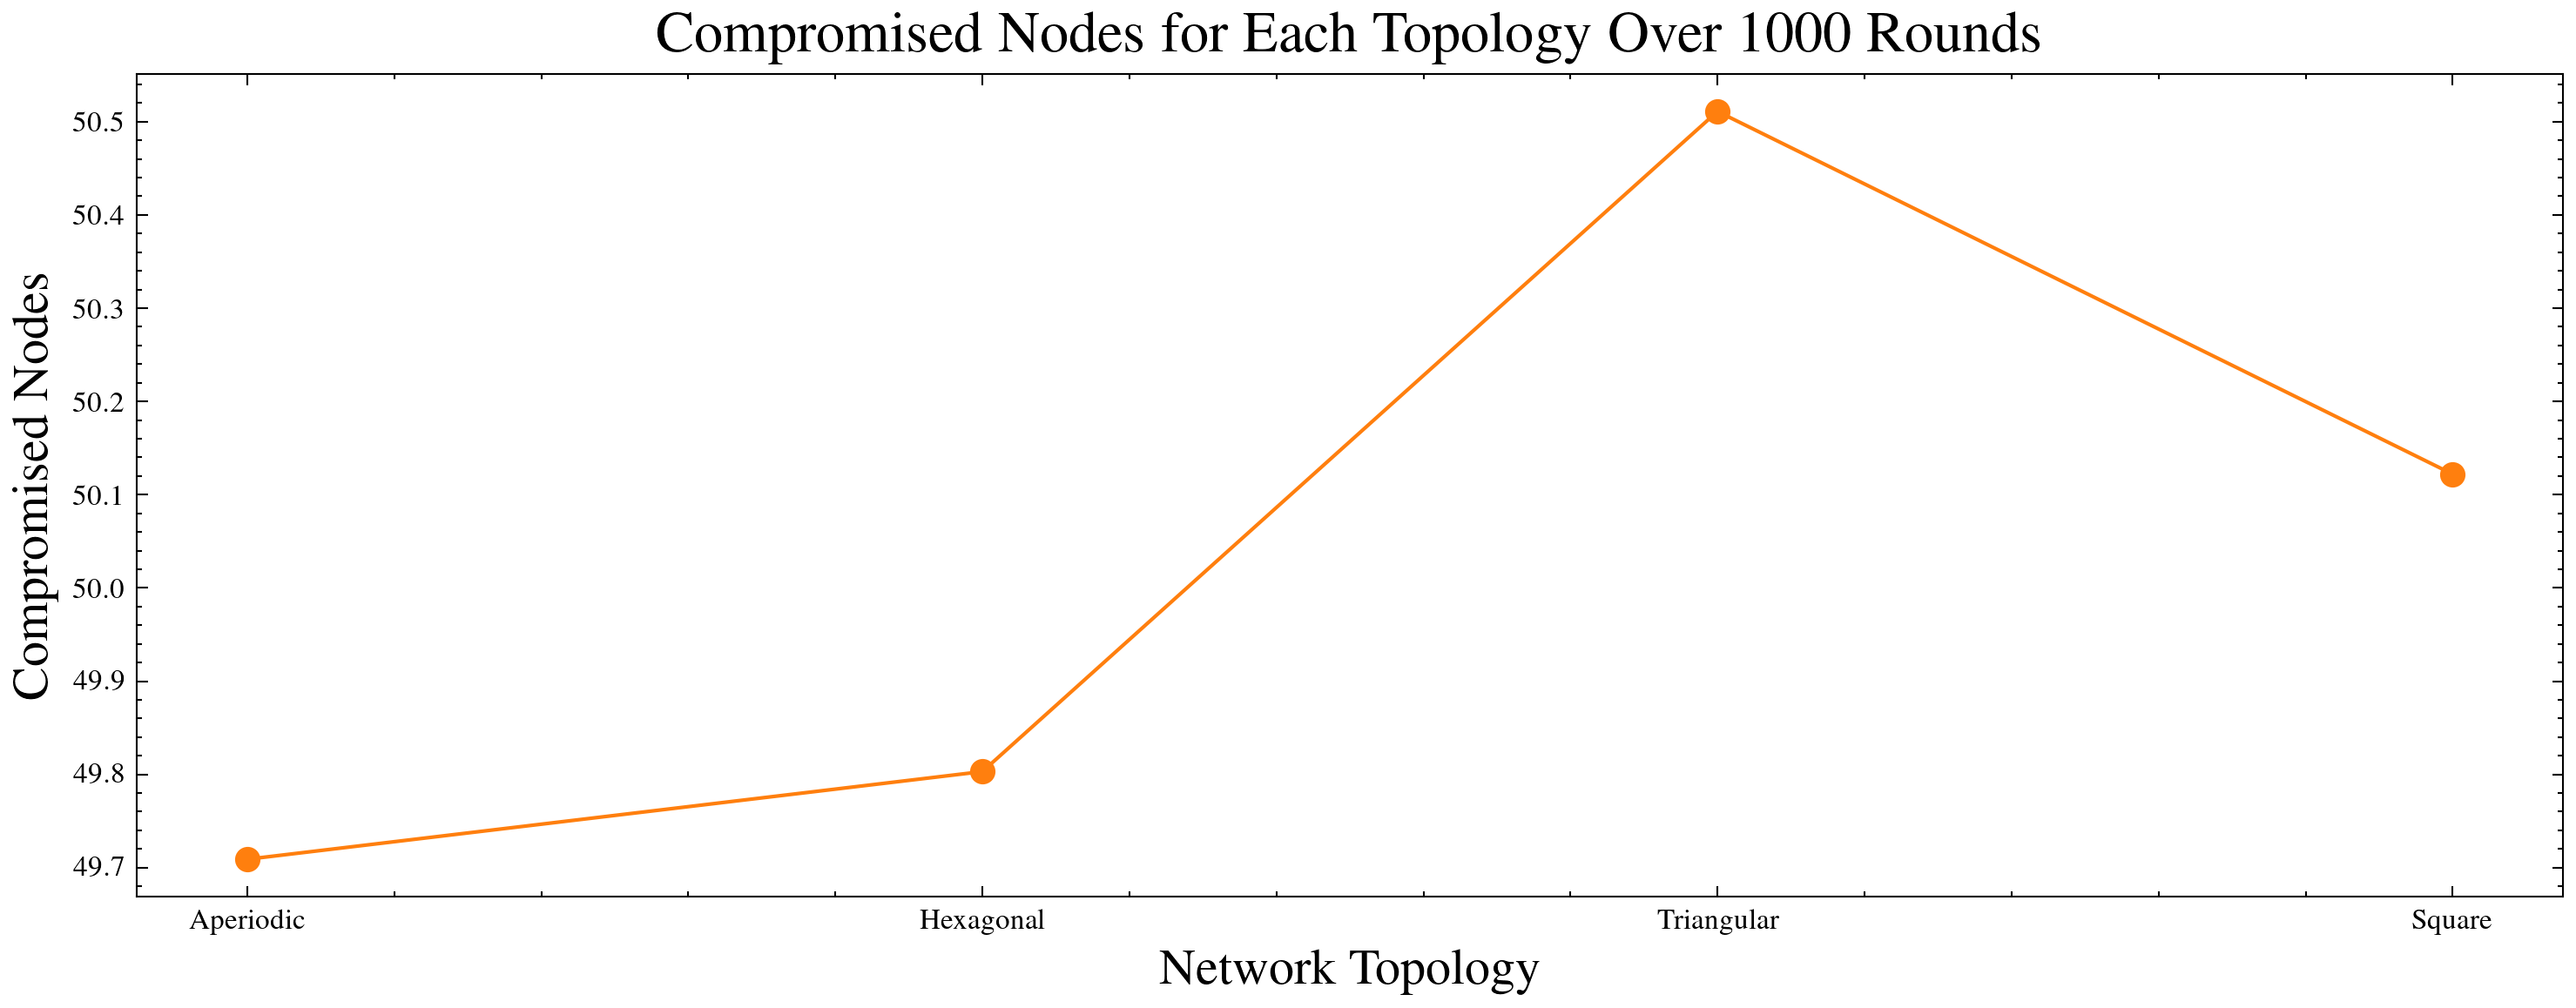 Compromised Nodes for Each Topology Over 1000 Rounds
Compromised Nodes
50.5
50.4
50.3
50.2
50.1
50.0
49.9
49.8
49.7
Aperiodic Hexagonal Triangular Square
Network Topology